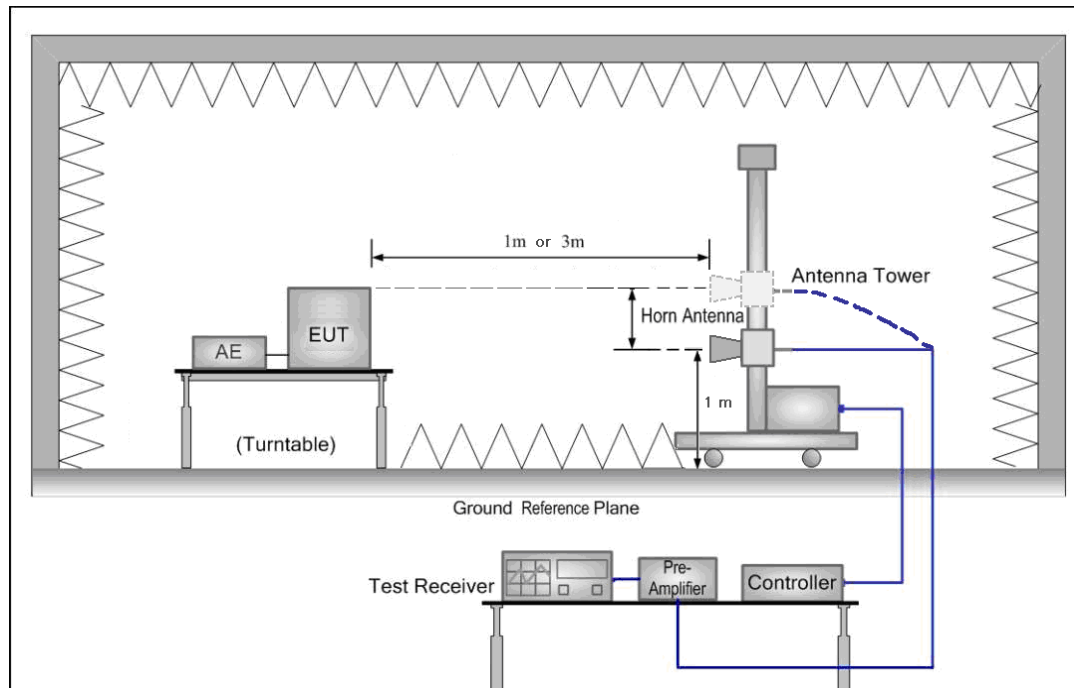 1m or 3m
Antenna Tower
Horn Antenna
EUT
AE
1 m
(Turntable)
Ground Reference Plane
Test Receiver
Pre-
Amplifier
Controller